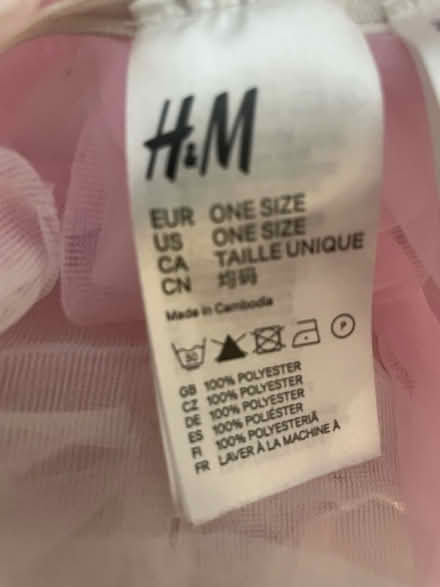 H&M
EUR ONE SIZE
US ONE SIZE
CA TAILLE UNIQUE
CN 均码
Made in Cambodia
30 P
GB 100% POLYESTER
CZ 100% POLYESTER
DE 100% POLYESTER
ES 100% POLIÉSTER
FI 100% POLYESTERIÄ
FR LAVER À LA MACHINE À